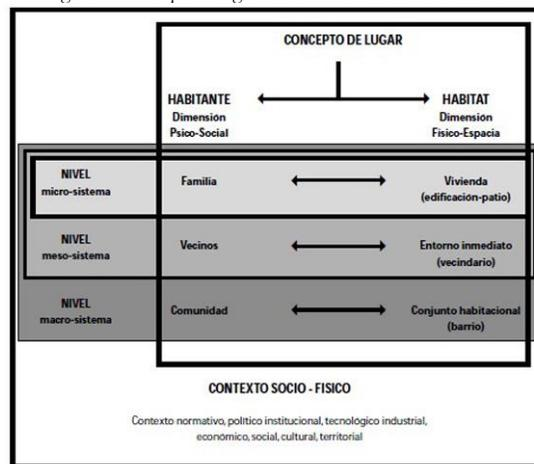 CONCEPTO DE LUGAR
HABITANTE
Dimensión
Psico-Social
HABITAT
Dimensión
Físico-Espacia
NIVEL
micro-sistema
Familia
Vivienda
(edificación-patio)
NIVEL
meso-sistema
Vecinos
Entorno inmediato
(vecindario)
NIVEL
macro-sistema
Comunidad
Conjunto habitacional
(barrio)
CONTEXTO SOCIO - FISICO
Contexto normativo, político institucional, tecnológico industrial,
económico, social, cultural, territorial